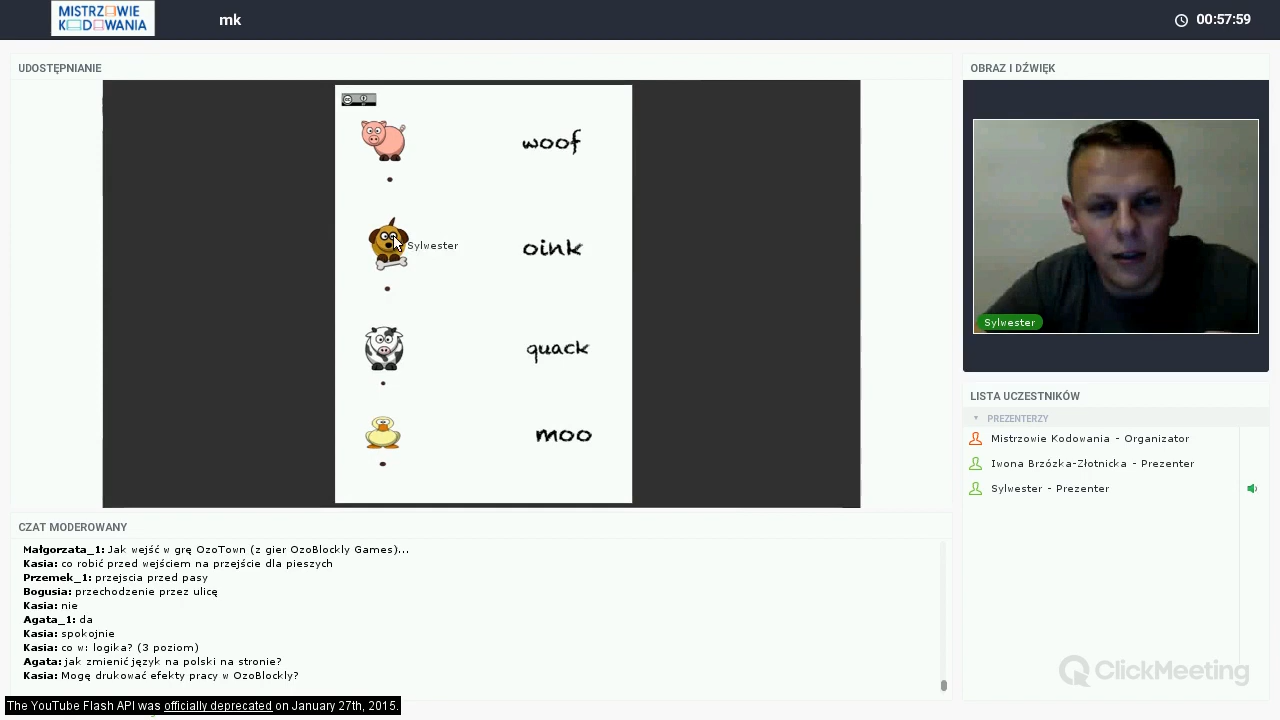 MISTRZOWIE
KODOWANIA
mk
00:57:59
UDOSTĘPNIANIE
woof
Sylwester
oink
quack
moo
OBRAZ I DŹWIĘK
Sylwester
LISTA UCZESTNIKÓW
PREZENTERZY
Mistrzowie Kodowania - Organizator
Iwona Brzózka-Złotnicka - Prezenter
Sylwester - Prezenter
ClickMeeting
CZAT MODEROWANY
Małgorzata_1: Jak wejść w grę OzoTown (z gier OzoBlockly Games)...
Kasia: co robić przed wejściem na przejście dla pieszych
Przemek_1: przejscia przed pasy
Bogusia: przechodzenie przez ulicę
Kasia: nie
Agata_1: da
Kasia: spokojnie
Kasia: co w: logika? (3 poziom)
Agata: jak zmienić język na polski na stronie?
Kasia: Mogę drukować efekty pracy w OzoBlockly?
The YouTube Flash API was officially deprecated on January 27th, 2015.